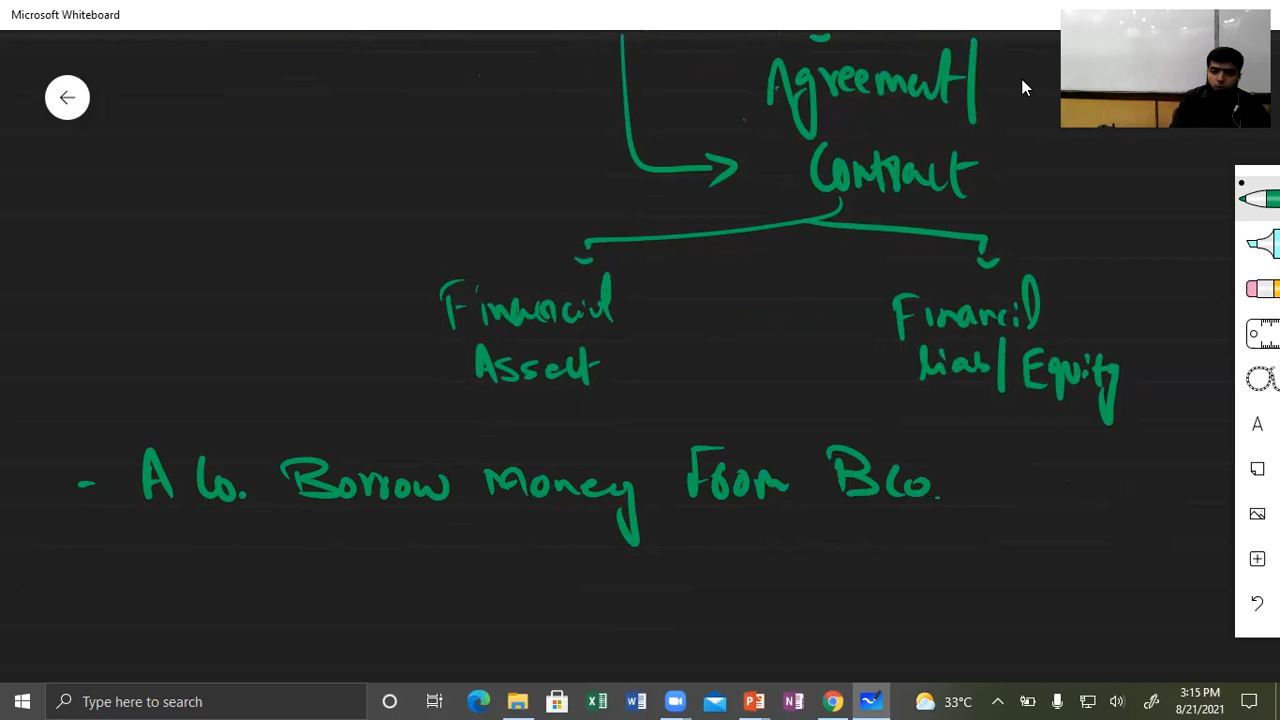 Microsoft Whiteboard
Agreement/
Contract
Financial
Asset
Financil
Liab/Equity
- A Co. Borrow Money From B Co.
A
Type here to search
33°C
3:15 PM
8/21/2021